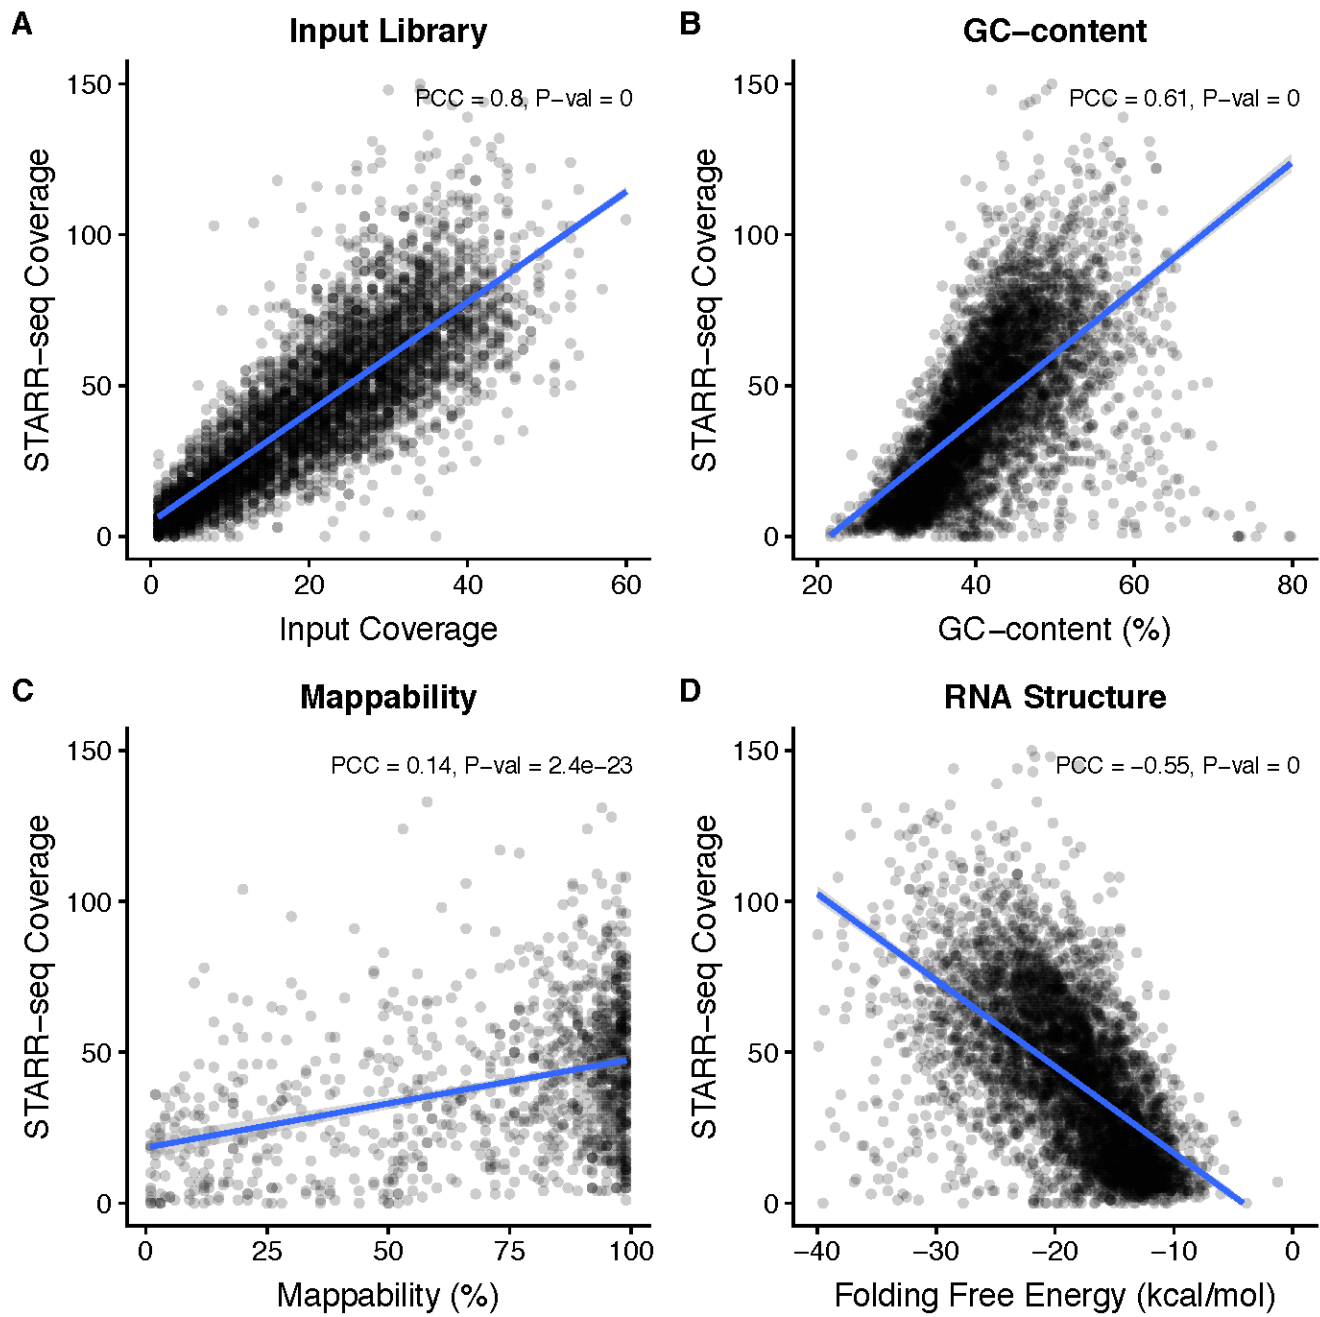 A
Input Library
PCC = 0.8, P-val = 0
150
100
50
0
STARR-seq Coverage
0 20 40 60
Input Coverage
B
GC-content
PCC = 0.61, P-val = 0
150
100
50
0
STARR-seq Coverage
20 40 60 80
GC-content (%)
C
Mappability
PCC = 0.14, P-val = 2.4e-23
150
100
50
0
STARR-seq Coverage
0 25 50 75 100
Mappability (%)
D
RNA Structure
PCC = -0.55, P-val = 0
150
100
50
0
STARR-seq Coverage
-40 -30 -20 -10 0
Folding Free Energy (kcal/mol)